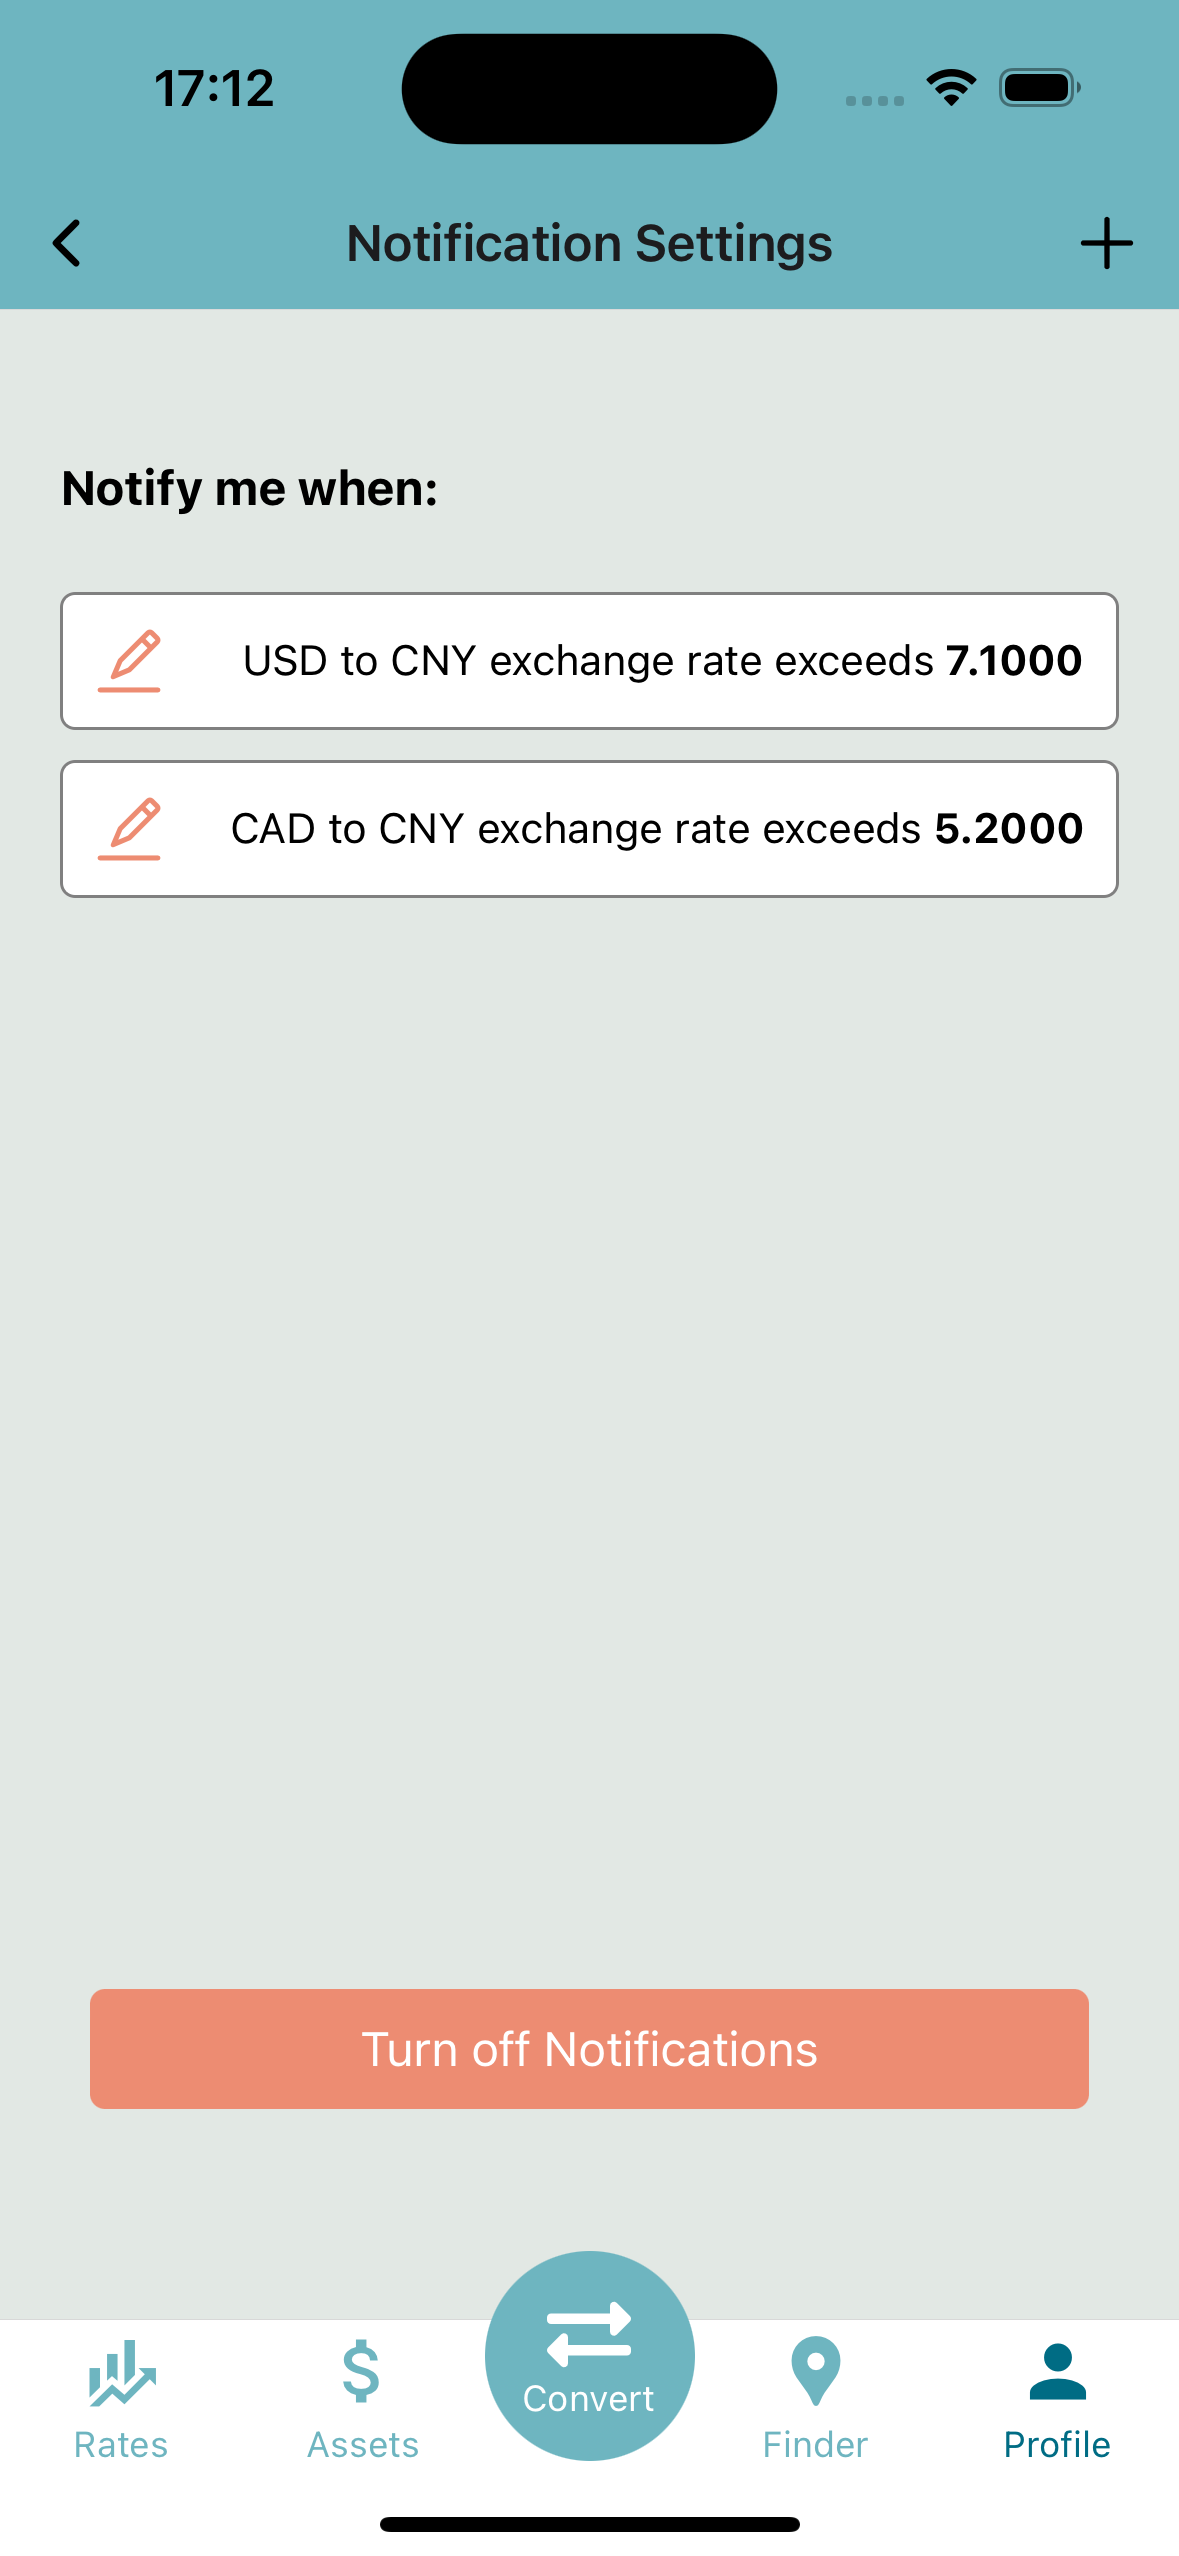 17:12
Notification Settings
Notify me when:
USD to CNY exchange rate exceeds 7.1000
CAD to CNY exchange rate exceeds 5.2000
Turn off Notifications
Rates
Assets
Convert
Finder
Profile